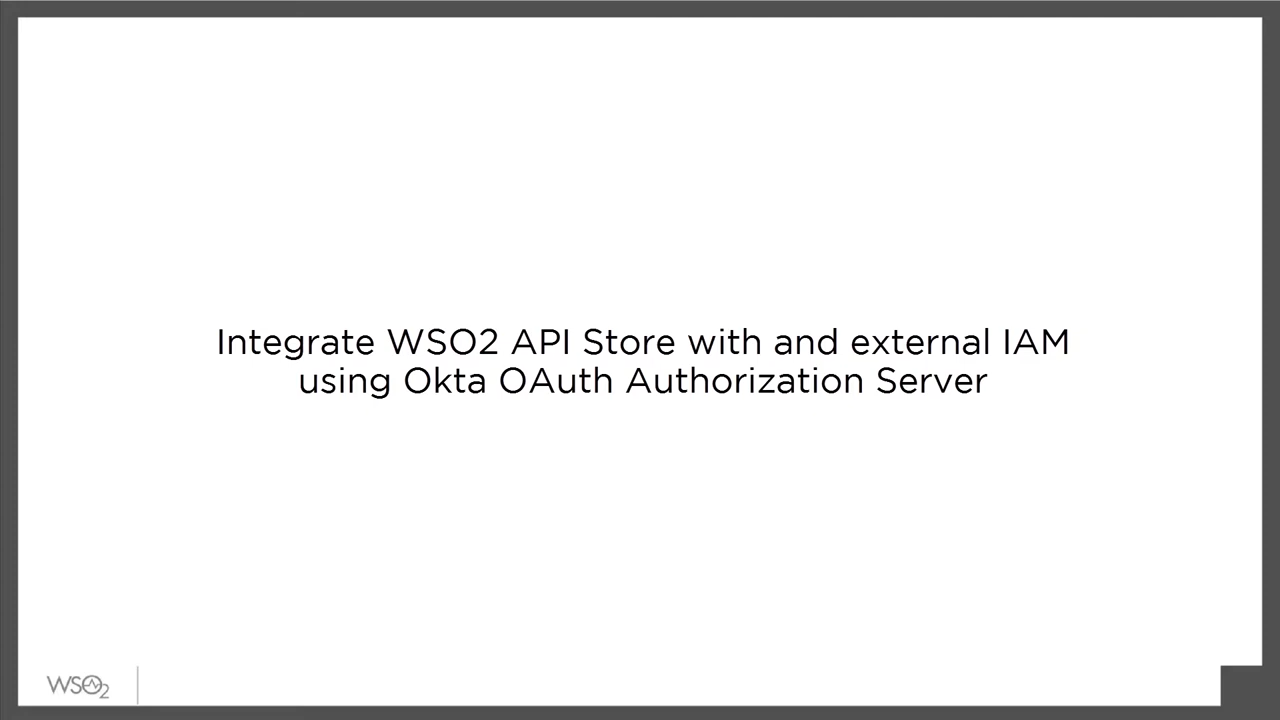 Integrate WSO2 API Store with and external IAM
using Okta OAuth Authorization Server
WSO2